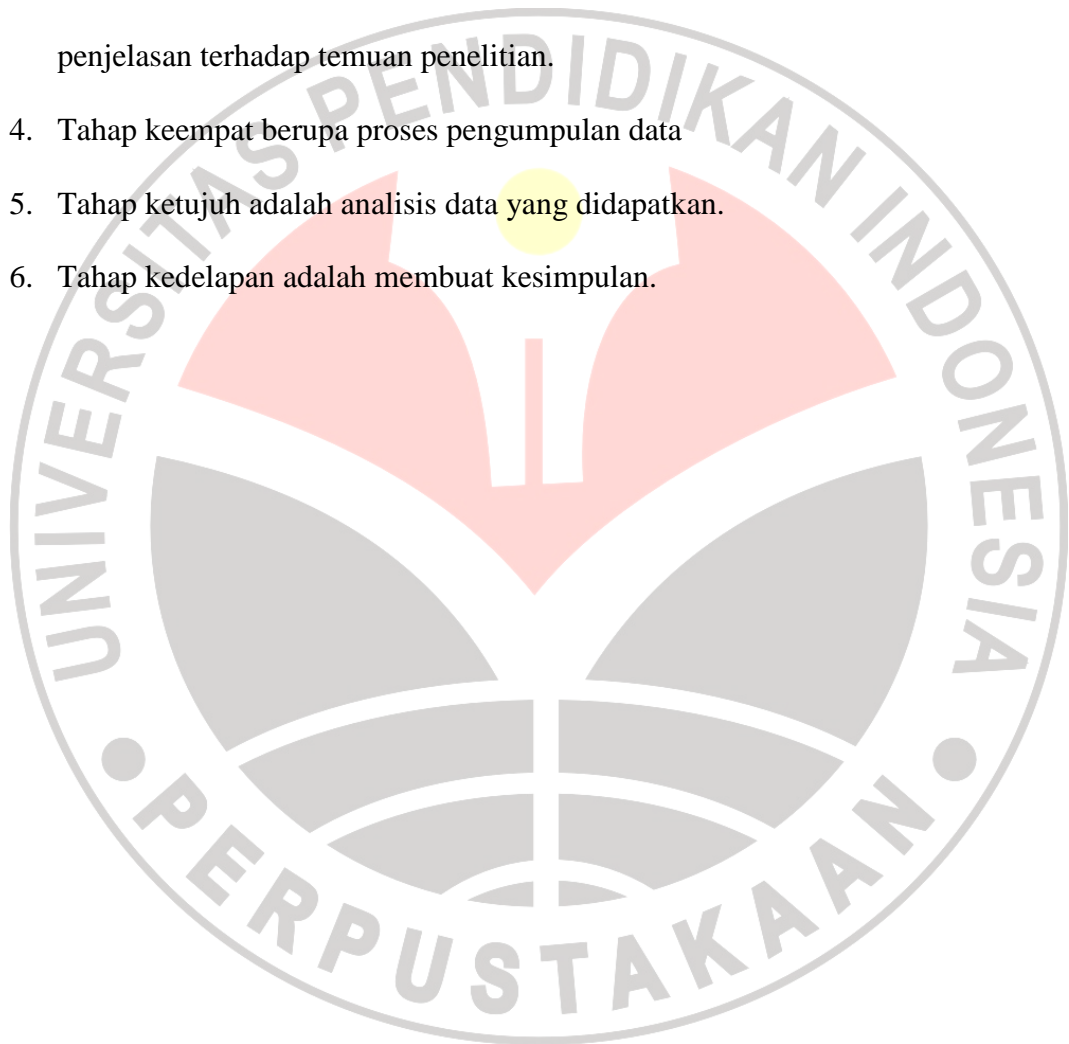 penjelasan terhadap temuan penelitian.
4. Tahap keempat berupa proses pengumpulan data
5. Tahap ketujuh adalah analisis data yang didapatkan.
6. Tahap kedelapan adalah membuat kesimpulan.
UNIVERSITAS PENDIDIKAN INDONESIA
PERPUSTAKAAN